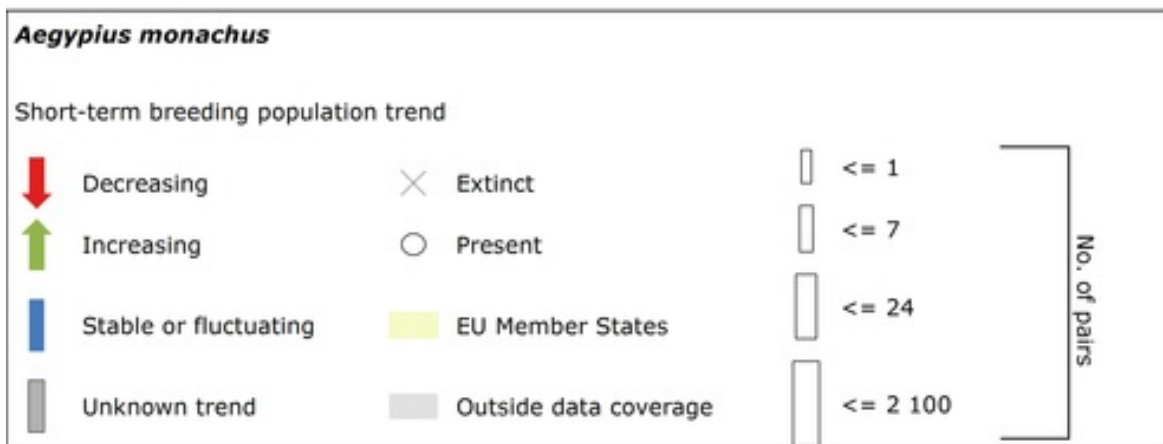 Aegypius monachus
Short-term breeding population trend
Decreasing
Extinct
<= 1
Increasing
Present
<= 7
Stable or fluctuating
EU Member States
<= 24
Unknown trend
Outside data coverage
<= 2 100
No. of pairs